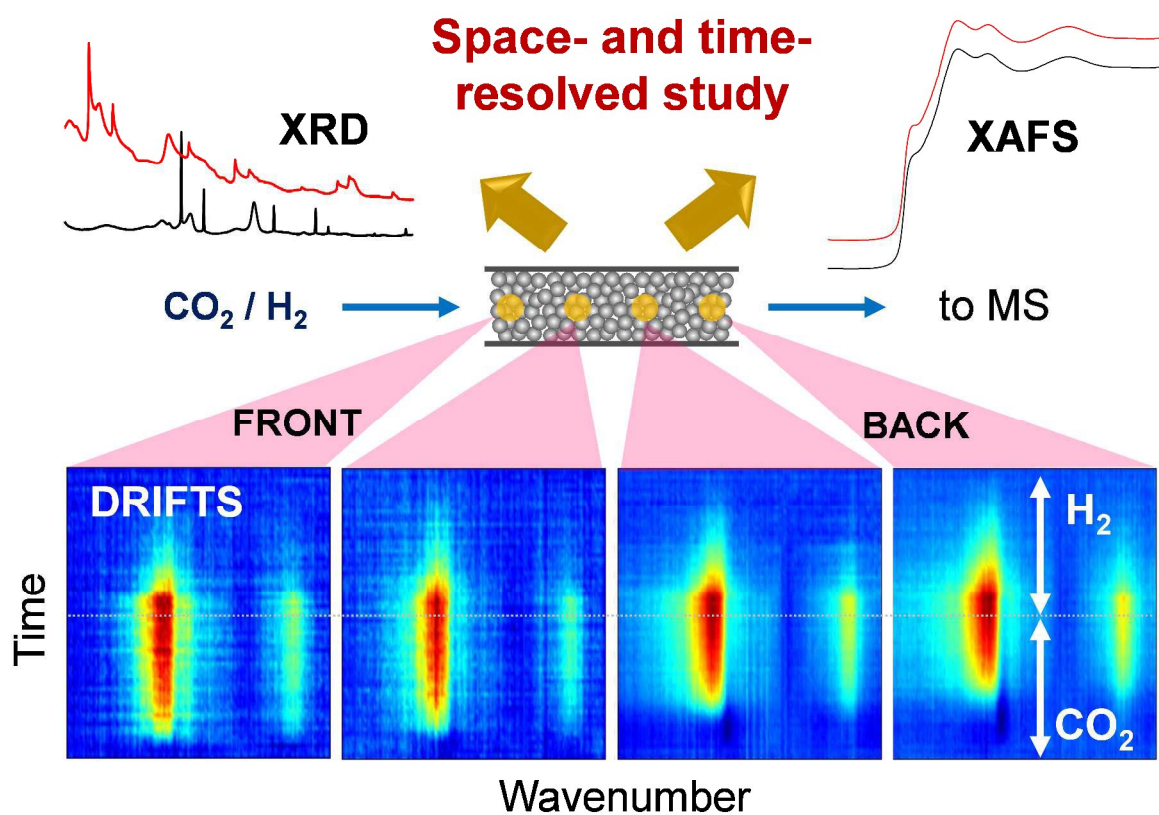 Space- and time-
resolved study
XRD
XAFS
CO₂ / H₂
to MS
FRONT
BACK
DRIFTS
H₂
CO₂
Time
Wavenumber